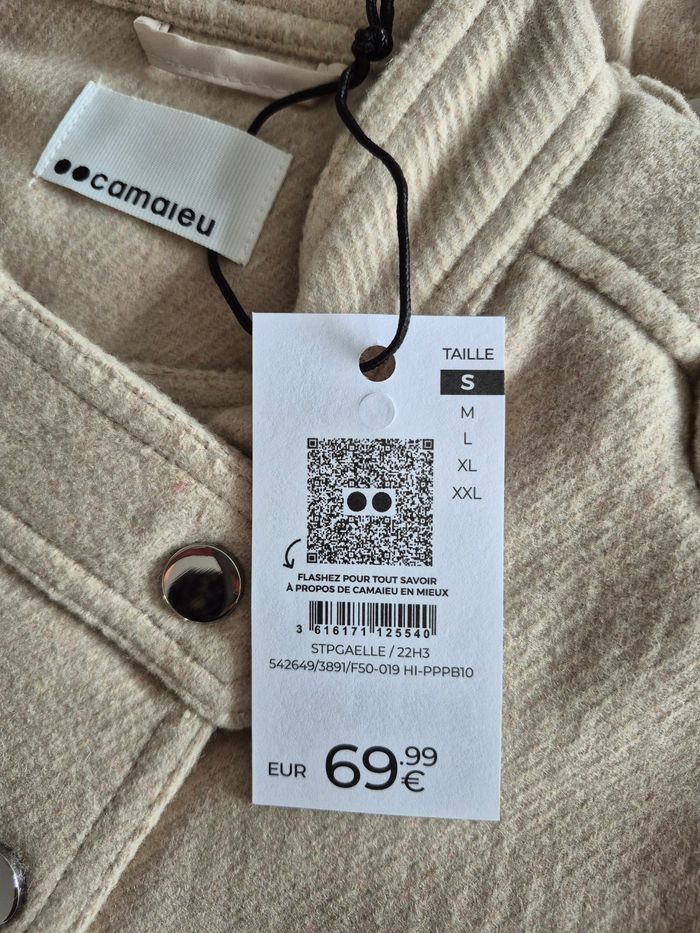 camaieu
TAILLE
S
M
L
XL
XXL
FLASHEZ POUR TOUT SAVOIR
À PROPOS DE CAMAIEU EN MIEUX
3 616171 125540
STPGAELLE / 22H3
542649/3891/F50-019 HI-PPPB10
EUR 69.99 €